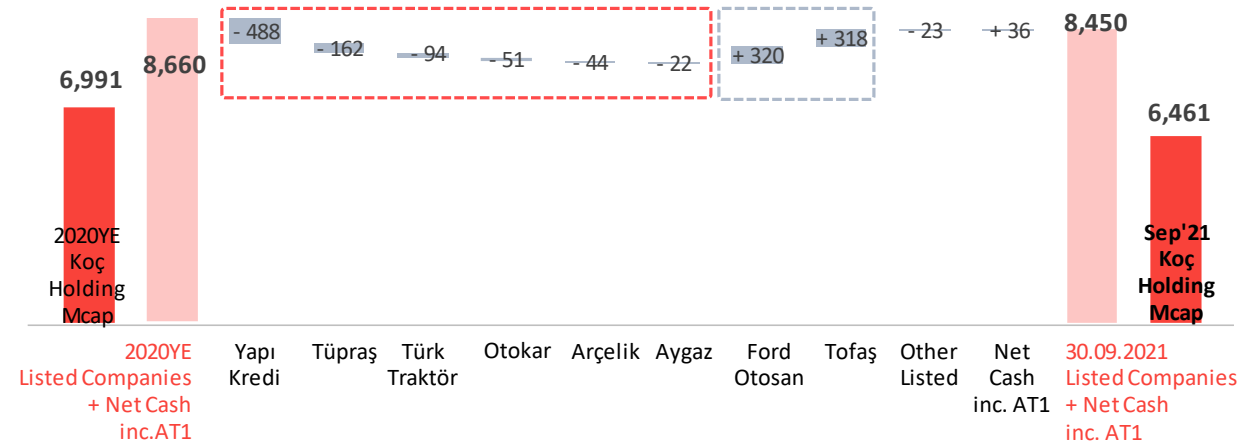 6,991
8,660
- 488
- 162
- 94
- 51
- 44
- 22
+ 320
+ 318
- 23
+ 36
8,450
6,461
2020YE
Koç
Holding
Mcap
Sep'21
Koç
Holding
Mcap
2020YE
Listed Companies
+ Net Cash
inc.AT1
Yapı
Kredi
Tüpraş
Türk
Traktör
Otokar
Arçelik
Aygaz
Ford
Otosan
Tofaş
Other
Listed
Net
Cash
inc. AT1
30.09.2021
Listed Companies
+ Net Cash
inc. AT1